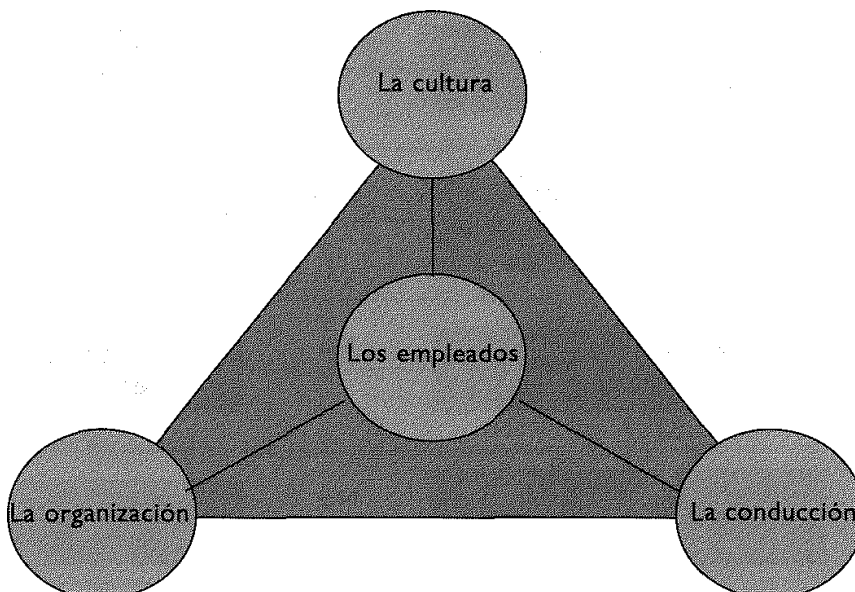 La cultura
Los empleados
La organización
La conducción